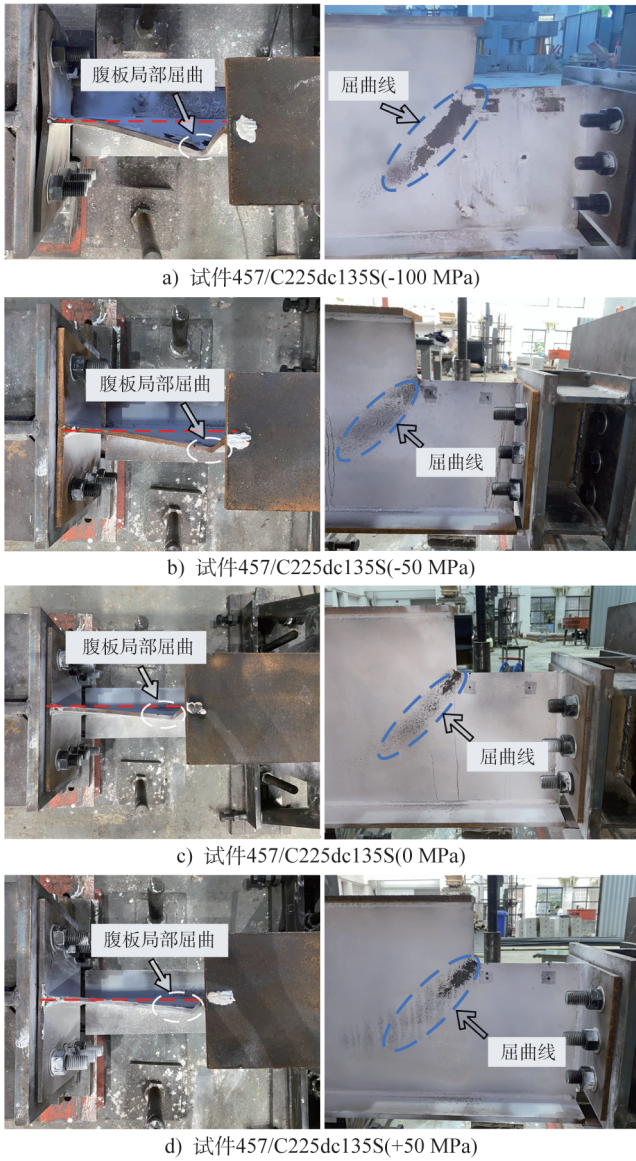 腹板局部屈曲
屈曲线
a) 试件457/C225dc135S(-100 MPa)
腹板局部屈曲
屈曲线
b) 试件457/C225dc135S(-50 MPa)
腹板局部屈曲
屈曲线
c) 试件457/C225dc135S(0 MPa)
腹板局部屈曲
屈曲线
d) 试件457/C225dc135S(+50 MPa)